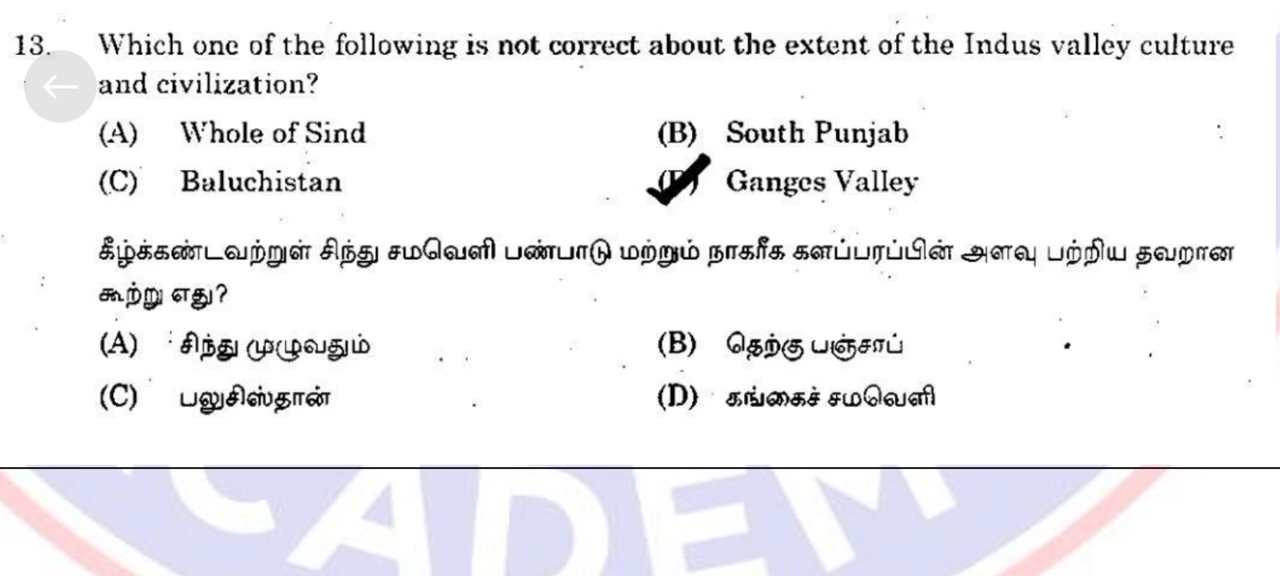 13. Which one of the following is not correct about the extent of the Indus valley culture
and civilization?
(A) Whole of Sind (B) South Punjab
(C) Baluchistan Ganges Valley
கீழ்க்கண்டவற்றுள் சிந்து சமவெளி பண்பாடு மற்றும் நாகரீக களப்பரப்பின் அளவு பற்றிய தவறான
கூற்று எது?
(A) சிந்து முழுவதும் (B) தெற்கு பஞ்சாப்
(C) பலுசிஸ்தான் (D) கங்கைச் சமவெளி
CADEM